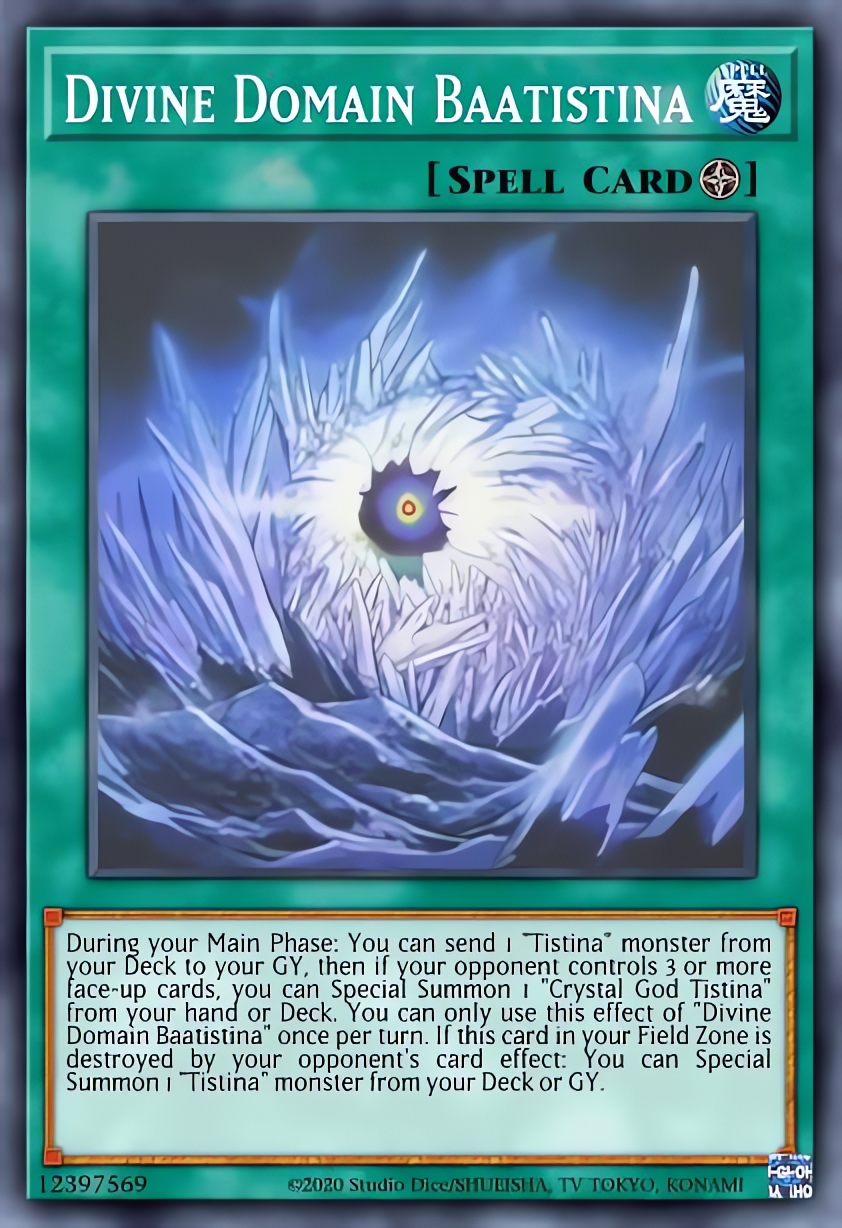 DIVINE DOMAIN BAATISTINA
SPELL
魔
[SPELL CARD]
During your Main Phase: You can send 1 "Tistina" monster from
your Deck to your GY, then if your opponent controls 3 or more
face-up cards, you can Special Summon 1 "Crystal God Tistina"
from your hand or Deck. You can only use this effect of "Divine
Domain Baatistina" once per turn. If this card in your Field Zone is
destroyed by your opponent's card effect: You can Special
Summon 1 "Tistina" monster from your Deck or GY.
12397569
©2020 Studio Dice/SHUEISHA, TV TOKYO, KONAMI